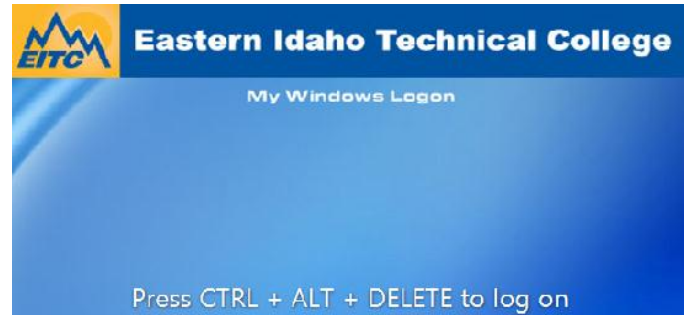 EITC
Eastern Idaho Technical College
My Windows Logon
Press CTRL + ALT + DELETE to log on